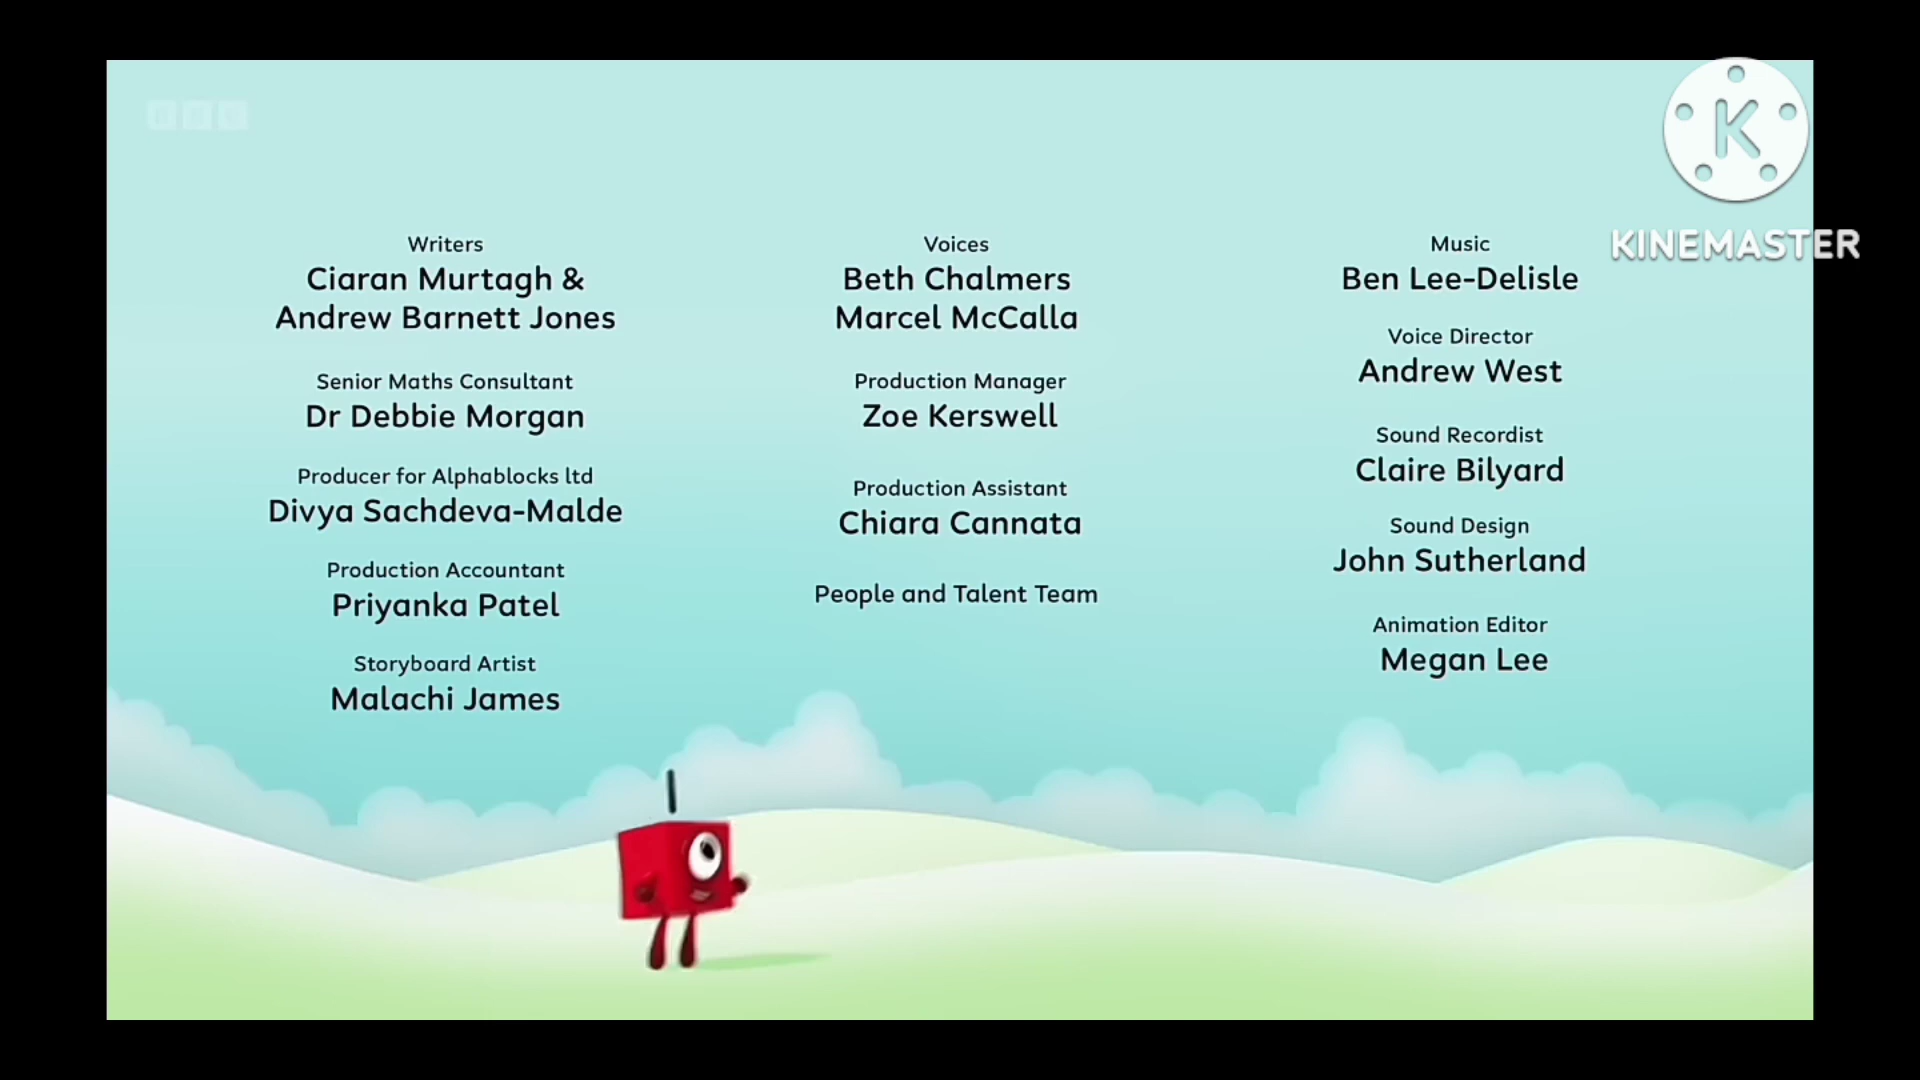 Writers
Ciaran Murtagh &
Andrew Barnett Jones
Senior Maths Consultant
Dr Debbie Morgan
Producer for Alphablocks ltd
Divya Sachdeva-Malde
Production Accountant
Priyanka Patel
Storyboard Artist
Malachi James
Voices
Beth Chalmers
Marcel McCalla
Production Manager
Zoe Kerswell
Production Assistant
Chiara Cannata
People and Talent Team
Music
Ben Lee-Delisle
Voice Director
Andrew West
Sound Recordist
Claire Bilyard
Sound Design
John Sutherland
Animation Editor
Megan Lee
K
KINEMASTER